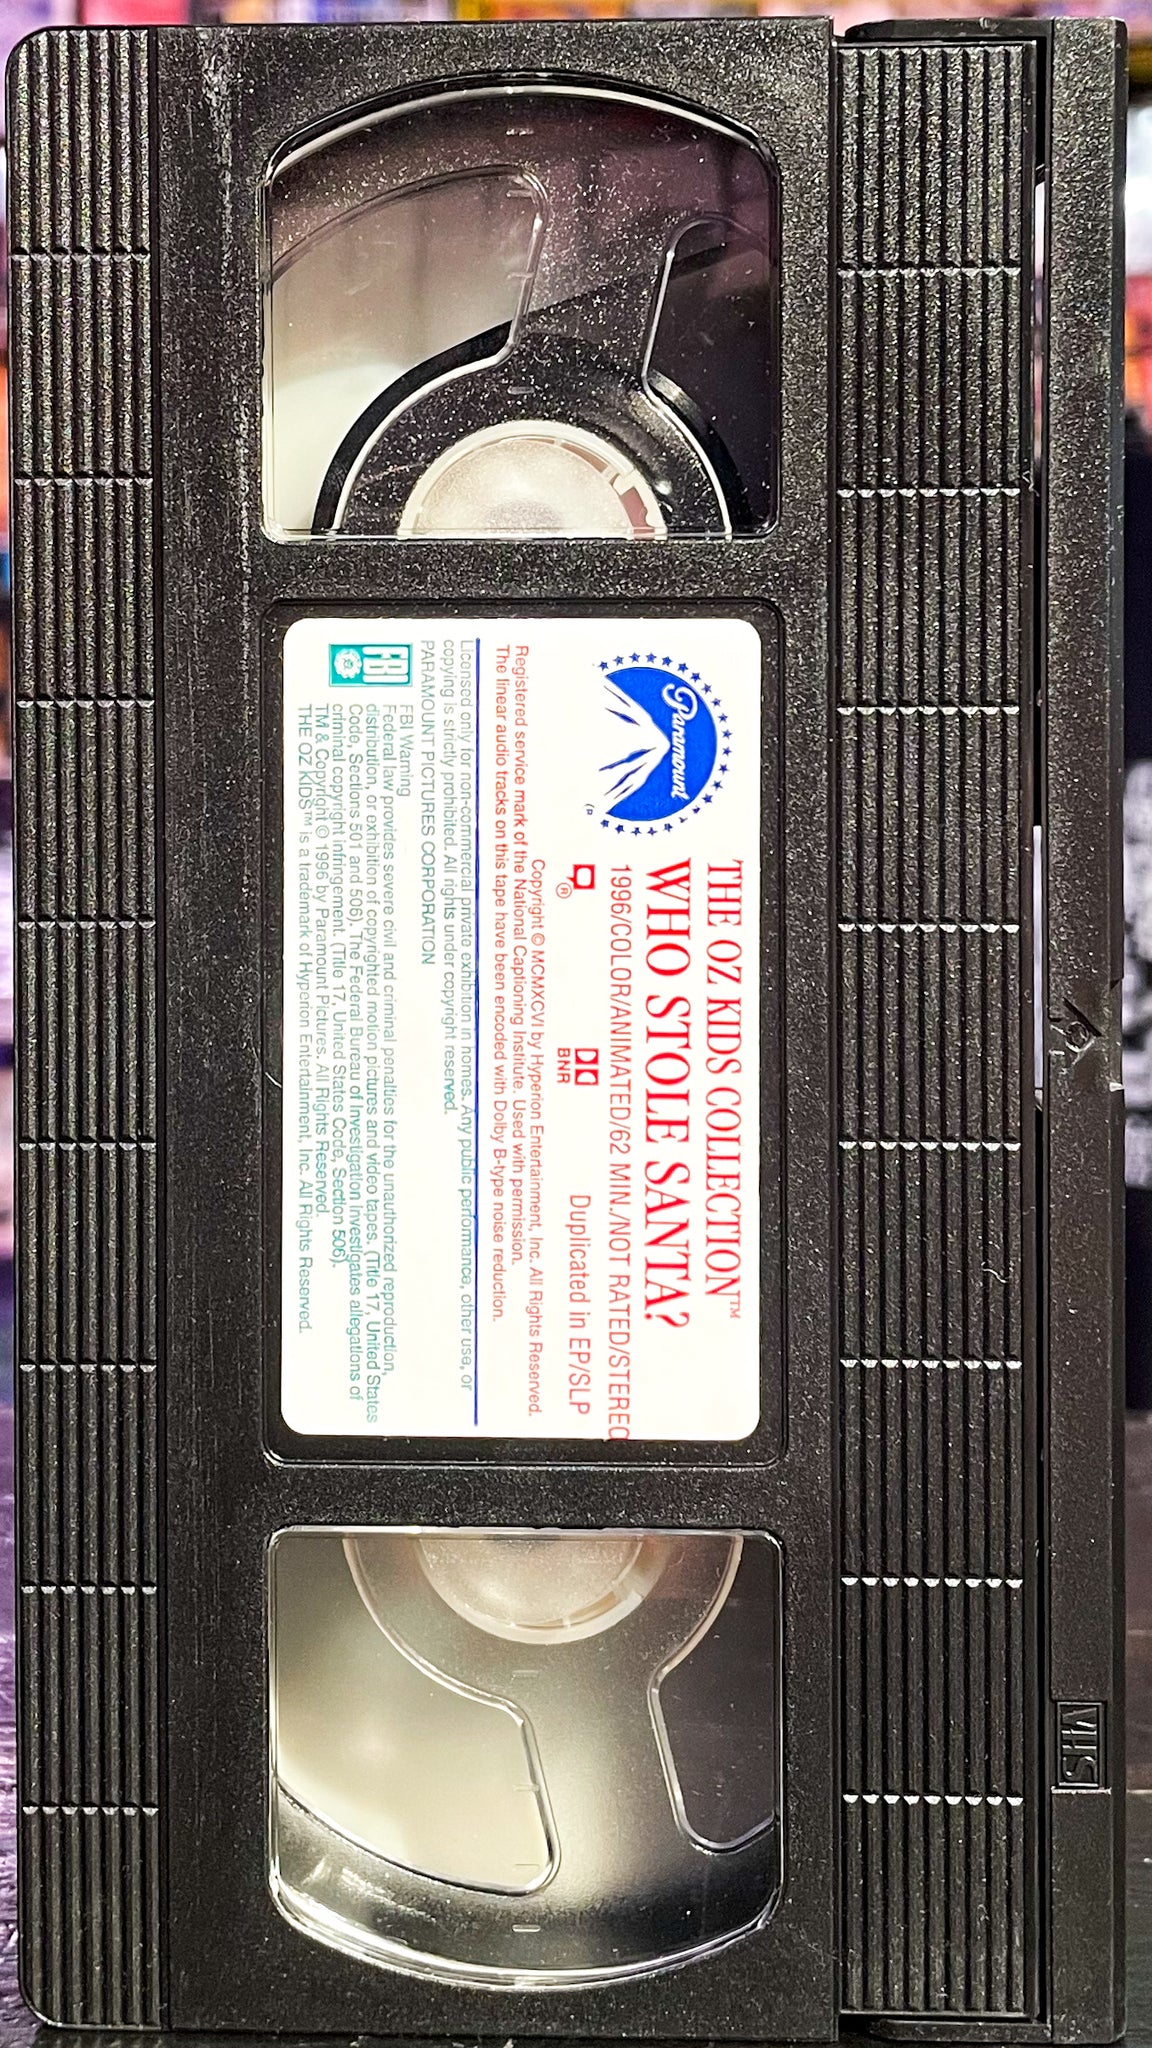 Paramount
®
THE OZ KIDS COLLECTION™
WHO STOLE SANTA?
1996/COLOR/ANIMATED/62 MIN./NOT RATED/STEREO
®
BNR
Duplicated in EP/SLP
Copyright © MCMXCVI by Hyperion Entertainment, Inc. All Rights Reserved.
Registered service mark of the National Captioning Institute. Used with permission.
The linear audio tracks on this tape have been encoded with Dolby B-type noise reduction.
Licensed only for non-commercial private exhibition in homes. Any public performance, other use, or
copying is strictly prohibited. All rights under copyright reserved.
PARAMOUNT PICTURES CORPORATION
FBI
FBI Warning
Federal law provides severe civil and criminal penalties for the unauthorized reproduction,
distribution, or exhibition of copyrighted motion pictures and video tapes. (Title 17, United States
Code, Sections 501 and 506). The Federal Bureau of Investigation investigates allegations of
criminal copyright infringement. (Title 17, United States Code, Section 506).
TM & Copyright © 1996 by Paramount Pictures. All Rights Reserved.
THE OZ KIDS™ is a trademark of Hyperion Entertainment, Inc. All Rights Reserved.
VHS